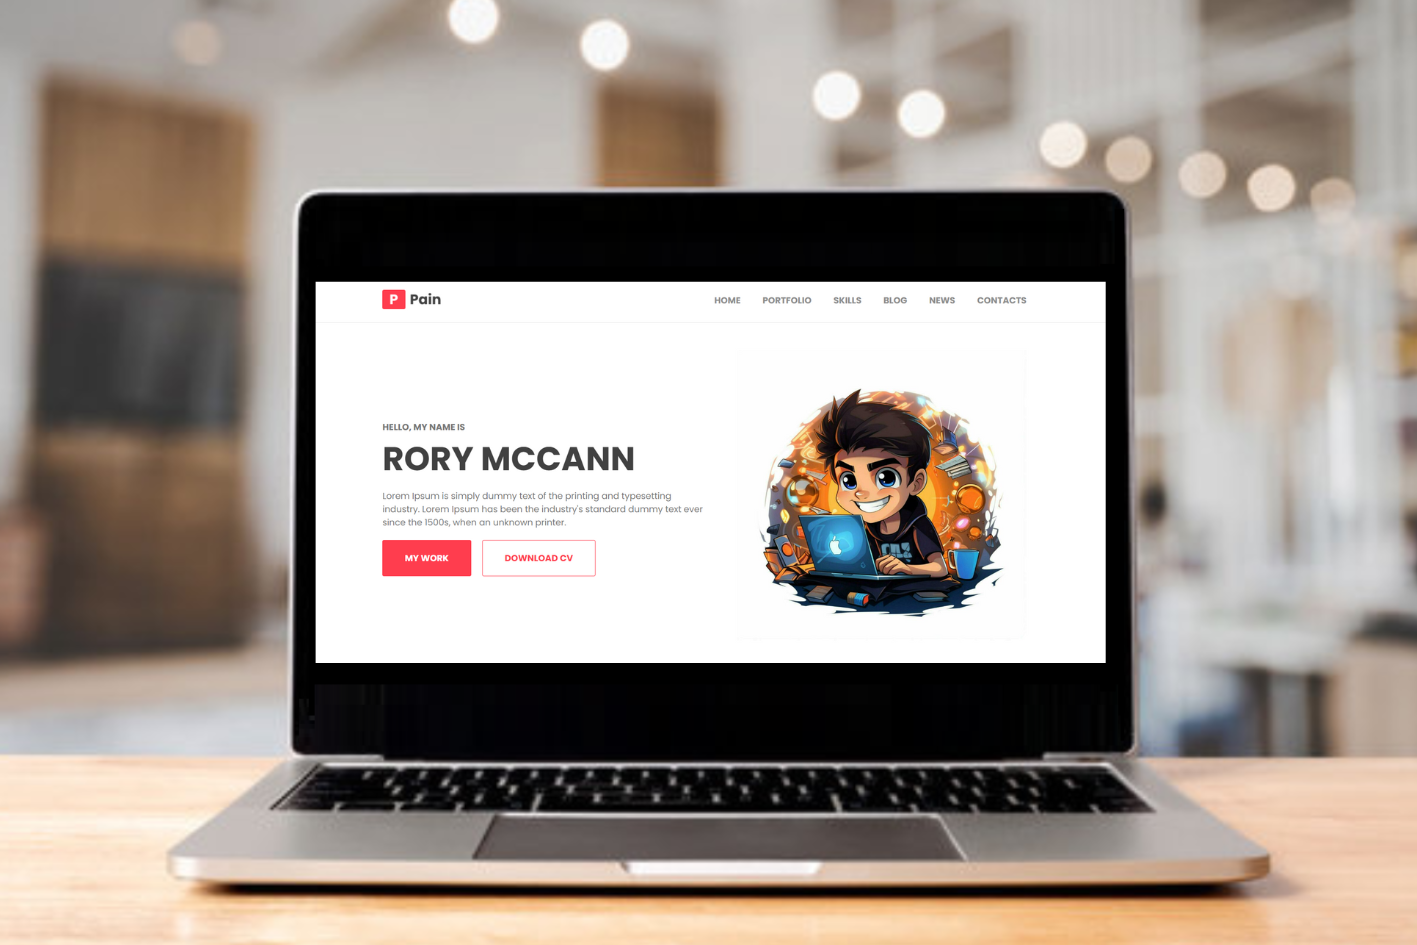 P Pain
HOME PORTFOLIO SKILLS BLOG NEWS CONTACTS
HELLO, MY NAME IS
RORY MCCANN
Lorem Ipsum is simply dummy text of the printing and typesetting
industry. Lorem Ipsum has been the industry's standard dummy text ever
since the 1500s, when an unknown printer.
MY WORK DOWNLOAD CV